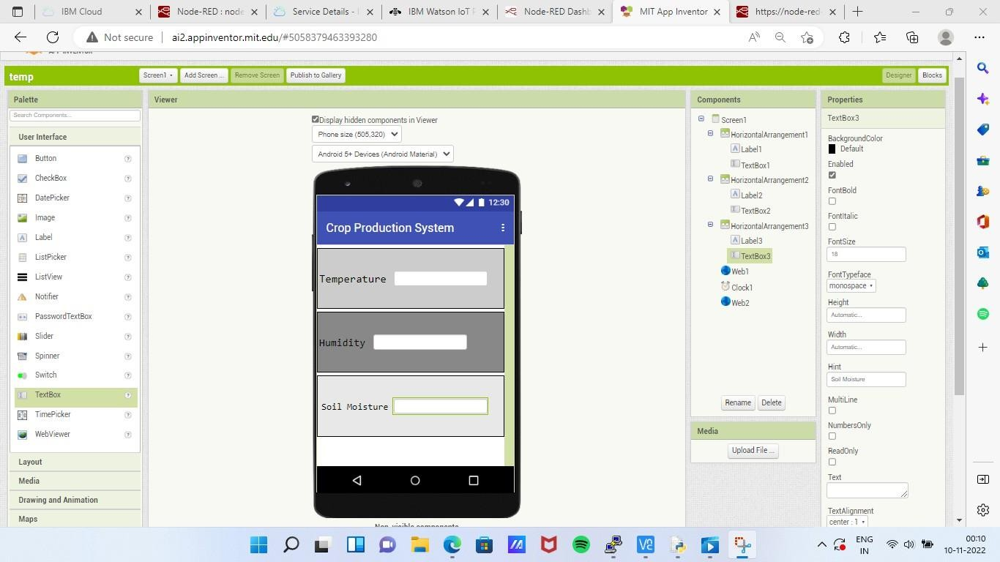 IBM Cloud
Node-RED : node
Service Details - I
IBM Watson IoT P
Node-RED Dashb
MIT App Inventor
https://node-red-
Not secure
ai2.appinventor.mit.edu/#5058379463393280
APP INVENTOR
temp
Screen1
Add Screen ...
Remove Screen
Publish to Gallery
Designer
Blocks
Palette
Search Components...
User Interface
Button
CheckBox
DatePicker
Image
Label
ListPicker
ListView
Notifier
PasswordTextBox
Slider
Spinner
Switch
TextBox
TimePicker
WebViewer
Layout
Media
Drawing and Animation
Maps
Viewer
Display hidden components in Viewer
Phone size (505,320)
Android 5+ Devices (Android Material)
12:30
Crop Production System
Temperature
Humidity
Soil Moisture
Non-visible components
Components
Screen1
HorizontalArrangement1
Label1
TextBox1
HorizontalArrangement2
Label2
TextBox2
HorizontalArrangement3
Label3
TextBox3
Web1
Clock1
Web2
Rename
Delete
Media
Upload File ...
Properties
TextBox3
BackgroundColor
Default
Enabled
FontBold
FontItalic
FontSize
18
FontTypeface
monospace
Height
Automatic...
Width
Automatic...
Hint
Soil Moisture
MultiLine
NumbersOnly
ReadOnly
Text
TextAlignment
center : 1
ENG
IN
00:10
10-11-2022